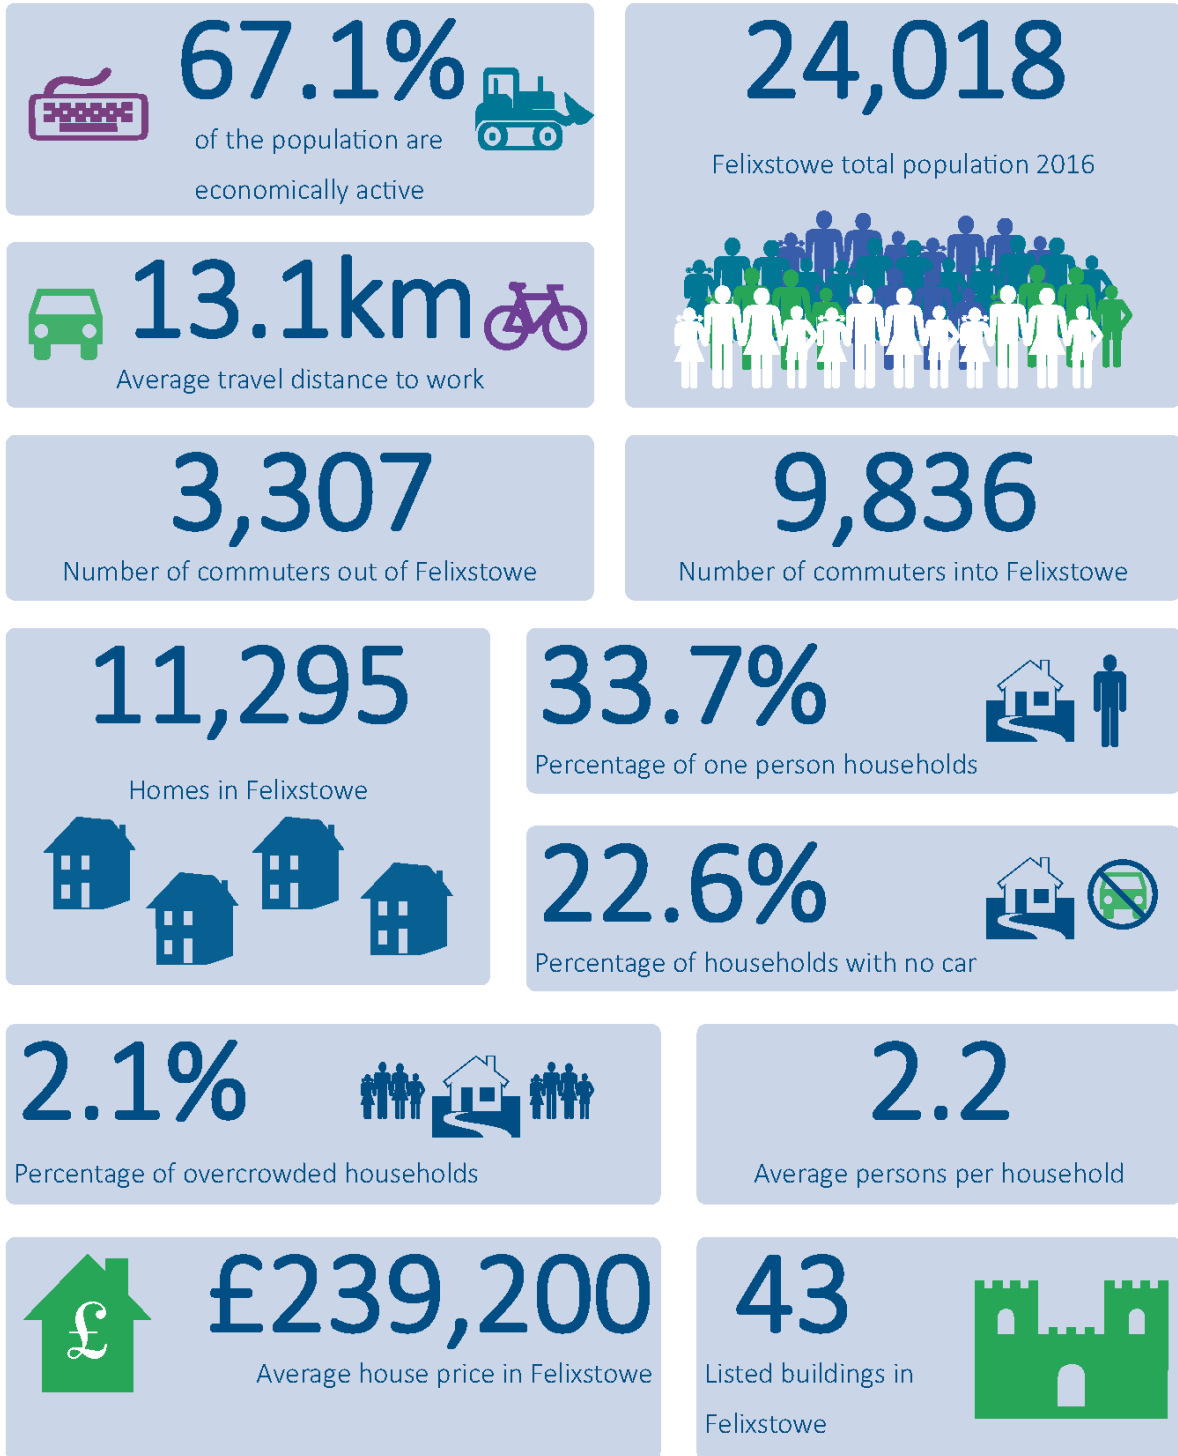 67.1%
of the population are
economically active
24,018
Felixstowe total population 2016
13.1km
Average travel distance to work
3,307
Number of commuters out of Felixstowe
9,836
Number of commuters into Felixstowe
11,295
Homes in Felixstowe
33.7%
Percentage of one person households
22.6%
Percentage of households with no car
2.1%
Percentage of overcrowded households
2.2
Average persons per household
£
£239,200
Average house price in Felixstowe
43
Listed buildings in
Felixstowe